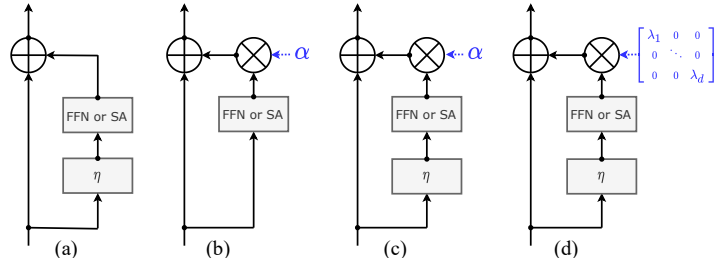 α
α
λ₁ 0 0
0 ⋱ 0
0 0 λ_d
FFN or SA
FFN or SA
FFN or SA
FFN or SA
η
η
η
(a)
(b)
(c)
(d)